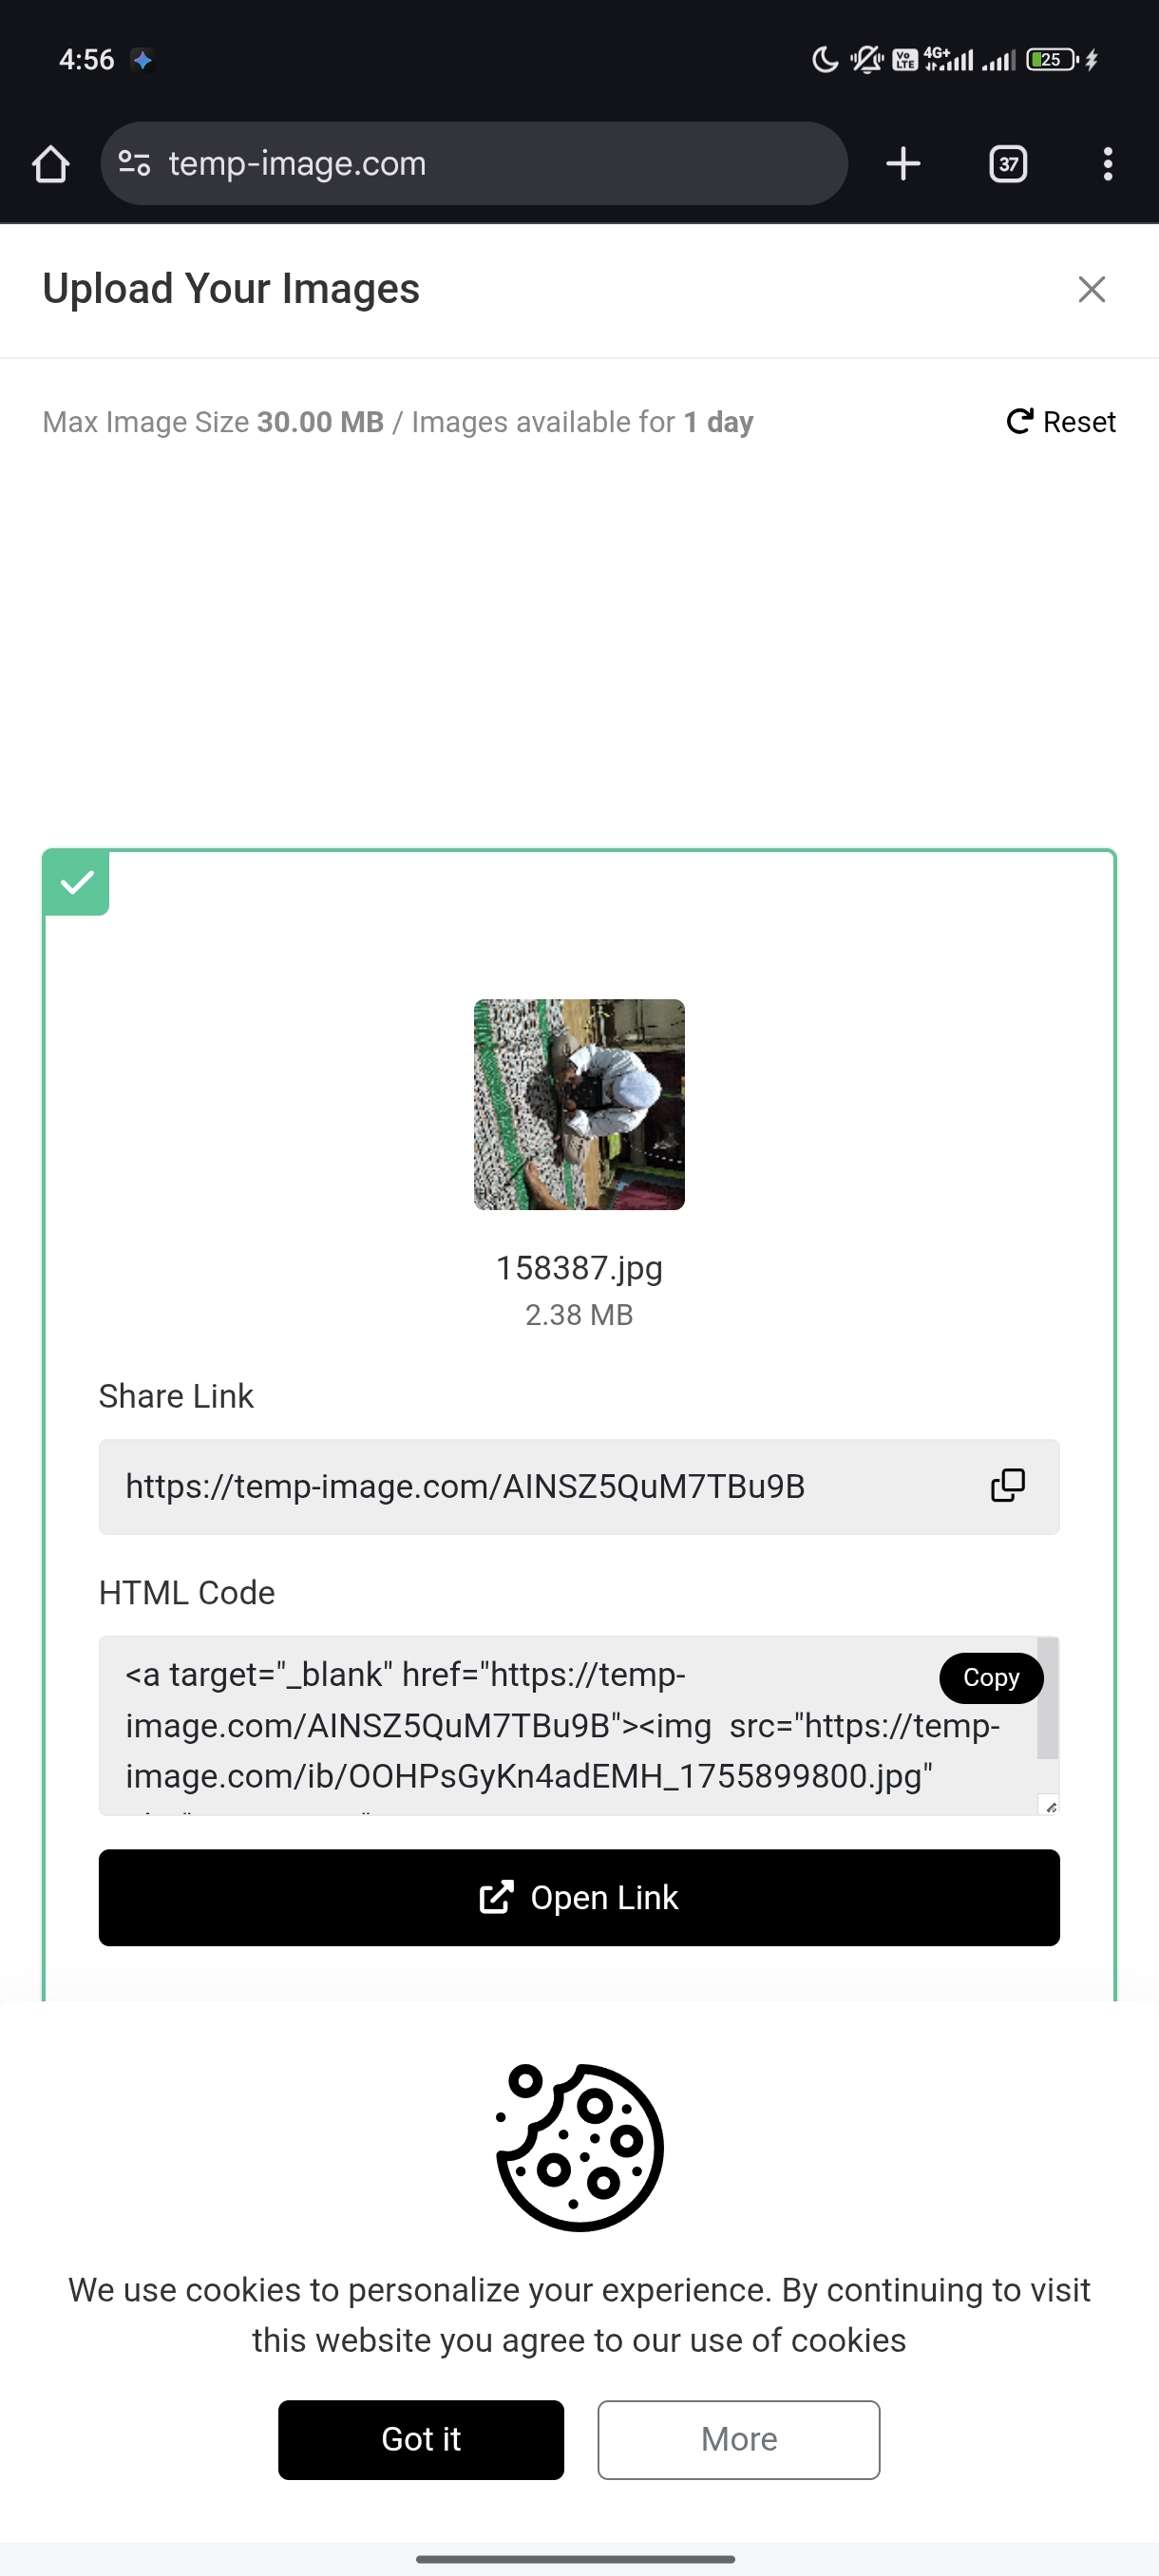 4:56
Vo LTE 4G+ 25
temp-image.com
37
Upload Your Images
Max Image Size 30.00 MB / Images available for 1 day
Reset
158387.jpg
2.38 MB
Share Link
https://temp-image.com/AINSZ5QuM7TBu9B
HTML Code
<a target="_blank" href="https://temp-
Copy
image.com/AINSZ5QuM7TBu9B"><img  src="https://temp-
image.com/ib/OOHPsGyKn4adEMH_1755899800.jpg"
Open Link
We use cookies to personalize your experience. By continuing to visit
this website you agree to our use of cookies
Got it
More